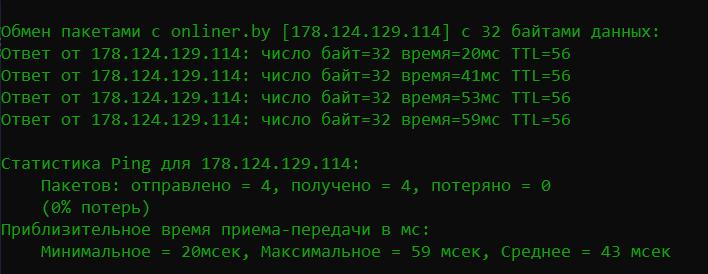 Обмен пакетами с onliner.by [178.124.129.114] с 32 байтами данных:
Ответ от 178.124.129.114: число байт=32 время=20мс TTL=56
Ответ от 178.124.129.114: число байт=32 время=41мс TTL=56
Ответ от 178.124.129.114: число байт=32 время=53мс TTL=56
Ответ от 178.124.129.114: число байт=32 время=59мс TTL=56
Статистика Ping для 178.124.129.114:
Пакетов: отправлено = 4, получено = 4, потеряно = 0
(0% потерь)
Приблизительное время приема-передачи в мс:
Минимальное = 20мсек, Максимальное = 59 мсек, Среднее = 43 мсек